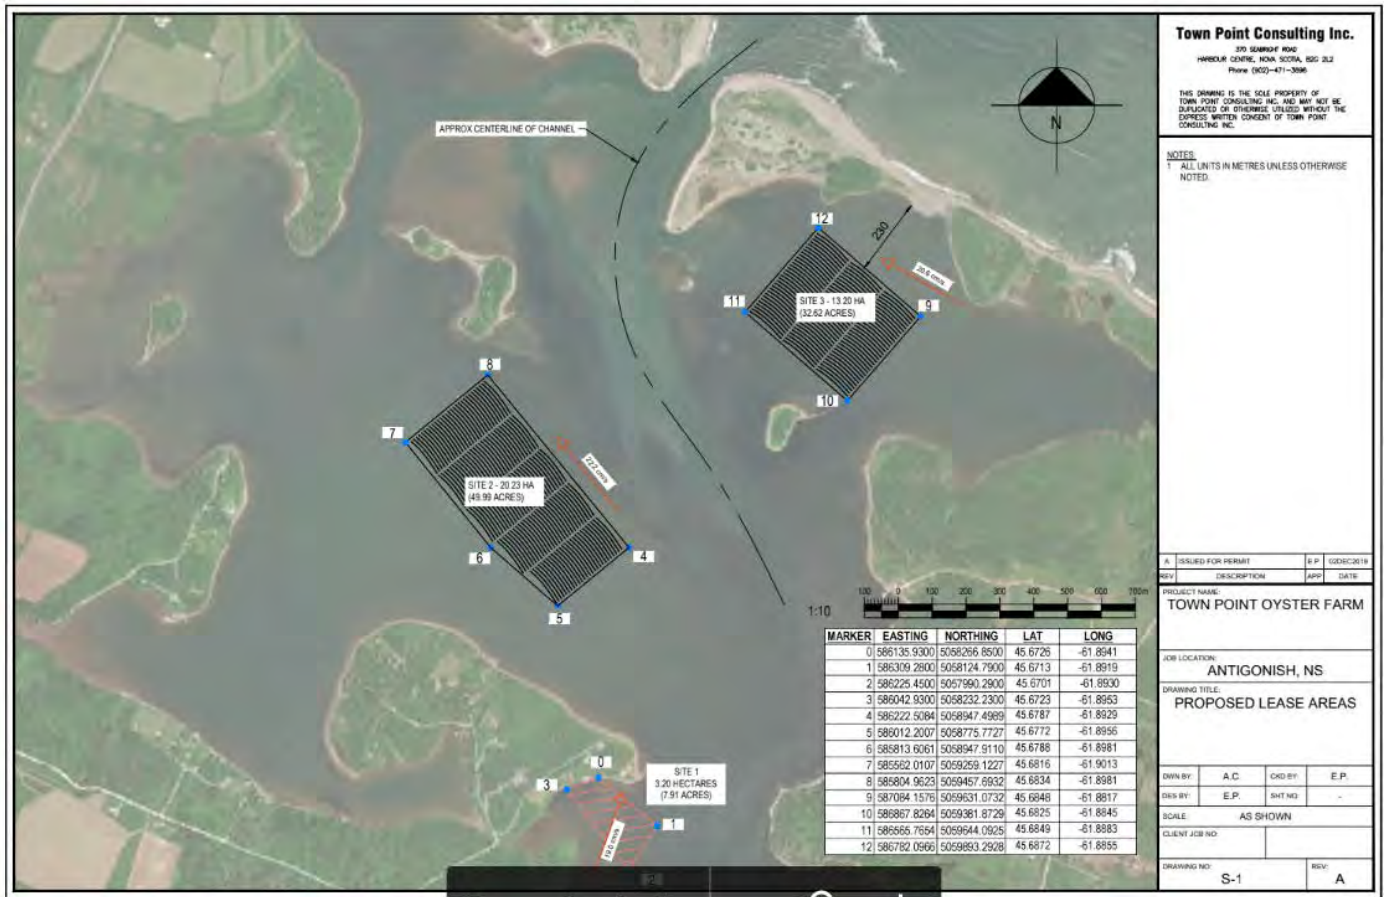 Town Point Consulting Inc.
370 SEABRIGHT ROAD
HARBOUR CENTRE, NOVA SCOTIA, B2G 2L2
Phone (902)-471-3896
THIS DRAWING IS THE SOLE PROPERTY OF
TOWN POINT CONSULTING INC. AND MAY NOT BE
DUPLICATED OR OTHERWISE UTILIZED WITHOUT THE
EXPRESS WRITTEN CONSENT OF TOWN POINT
CONSULTING INC.
NOTES:
1 ALL UNITS IN METRES UNLESS OTHERWISE
NOTED.
N
APPROX CENTERLINE OF CHANNEL
12
230
20.6 cm/s
11
SITE 3 - 13.20 HA
(32.62 ACRES)
9
10
8
7
22.2 cm/s
SITE 2 - 20.23 HA
(49.99 ACRES)
6
4
5
0
3
SITE 1
3.20 HECTARES
(7.91 ACRES)
1
19.0 cm/s
2
1:10
100 0 100 200 300 400 500 600 700m
MARKER EASTING NORTHING LAT LONG
0 586135.9300 5058266.8500 45.6726 -61.8941
1 586309.2800 5058124.7900 45.6713 -61.8919
2 586225.4500 5057990.2900 45.6701 -61.8930
3 586042.9300 5058232.2300 45.6723 -61.8953
4 586222.5084 5058947.4989 45.6787 -61.8929
5 586012.2007 5058775.7727 45.6772 -61.8956
6 585813.6061 5058947.9110 45.6788 -61.8981
7 585562.0107 5059259.1227 45.6816 -61.9013
8 585804.9623 5059457.6932 45.6834 -61.8981
9 587084.1576 5059631.0732 45.6848 -61.8817
10 586867.8264 5059381.8729 45.6825 -61.8845
11 586565.7654 5059644.0925 45.6849 -61.8883
12 586782.0966 5059893.2928 45.6872 -61.8855
A ISSUED FOR PERMIT E.P. 02DEC2019
REV DESCRIPTION APP DATE
PROJECT NAME:
TOWN POINT OYSTER FARM
JOB LOCATION:
ANTIGONISH, NS
DRAWING TITLE:
PROPOSED LEASE AREAS
DWN BY: A.C. CKD BY: E.P.
DES BY: E.P. SHT NO: -
SCALE: AS SHOWN
CLIENT JOB NO:
DRAWING NO: REV:
S-1 A